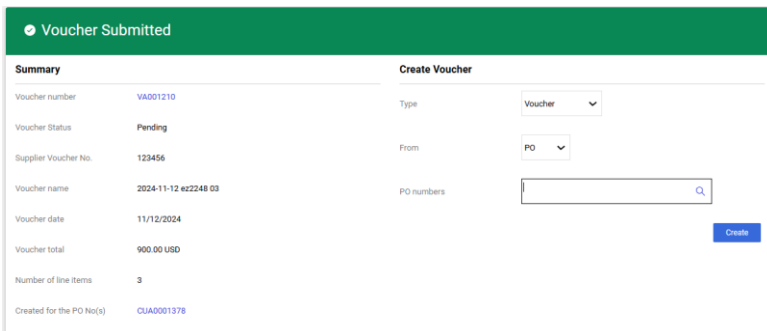 Voucher Submitted
Summary
Voucher number VA001210
Voucher Status Pending
Supplier Voucher No. 123456
Voucher name 2024-11-12 ez2248 03
Voucher date 11/12/2024
Voucher total 900.00 USD
Number of line items 3
Created for the PO No(s) CUA0001378
Create Voucher
Type Voucher
From PO
PO numbers
Create